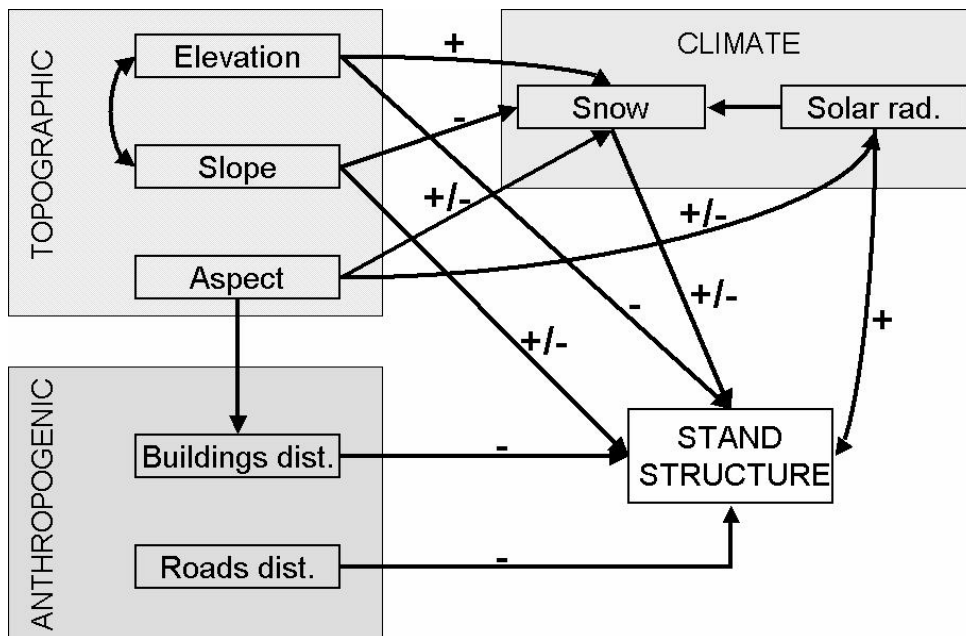 TOPOGRAPHIC
Elevation
Slope
Aspect
CLIMATE
Snow
Solar rad.
+
-
+/-
+/-
+/-
-
+/-
+
ANTHROPOGENIC
Buildings dist.
Roads dist.
-
-
STAND
STRUCTURE